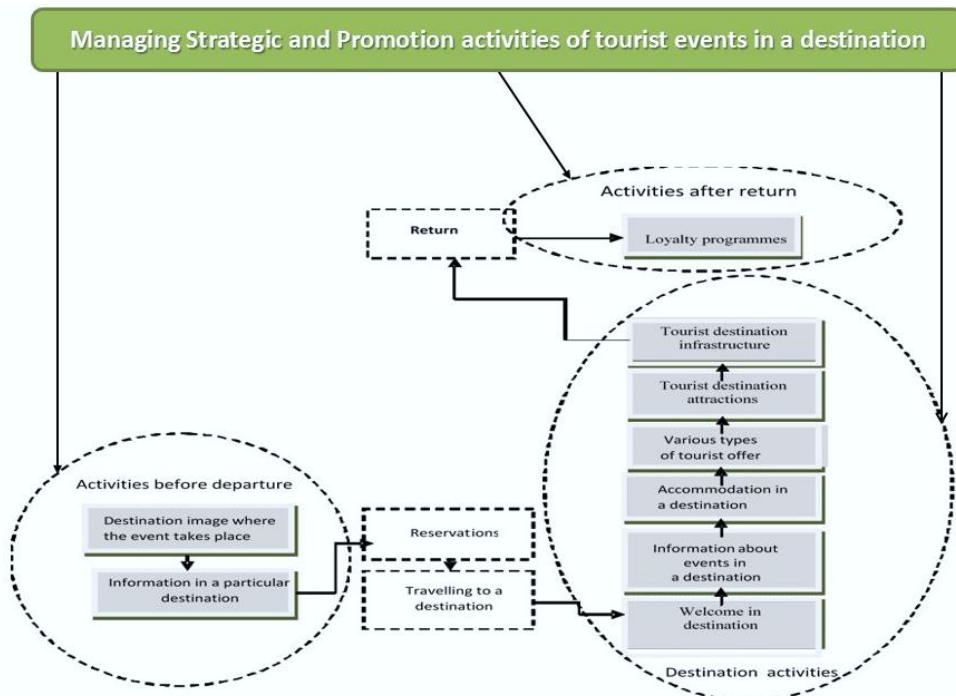 Managing Strategic and Promotion activities of tourist events in a destination
Activities after return
Return
Loyalty programmes
Tourist destination
infrastructure
Tourist destination
attractions
Various types
of tourist offer
Activities before departure
Accommodation in
a destination
Destination image where
the event takes place
Reservations
Information about
events in
a destination
Information in a particular
destination
Travelling to a
destination
Welcome in
destination
Destination activities